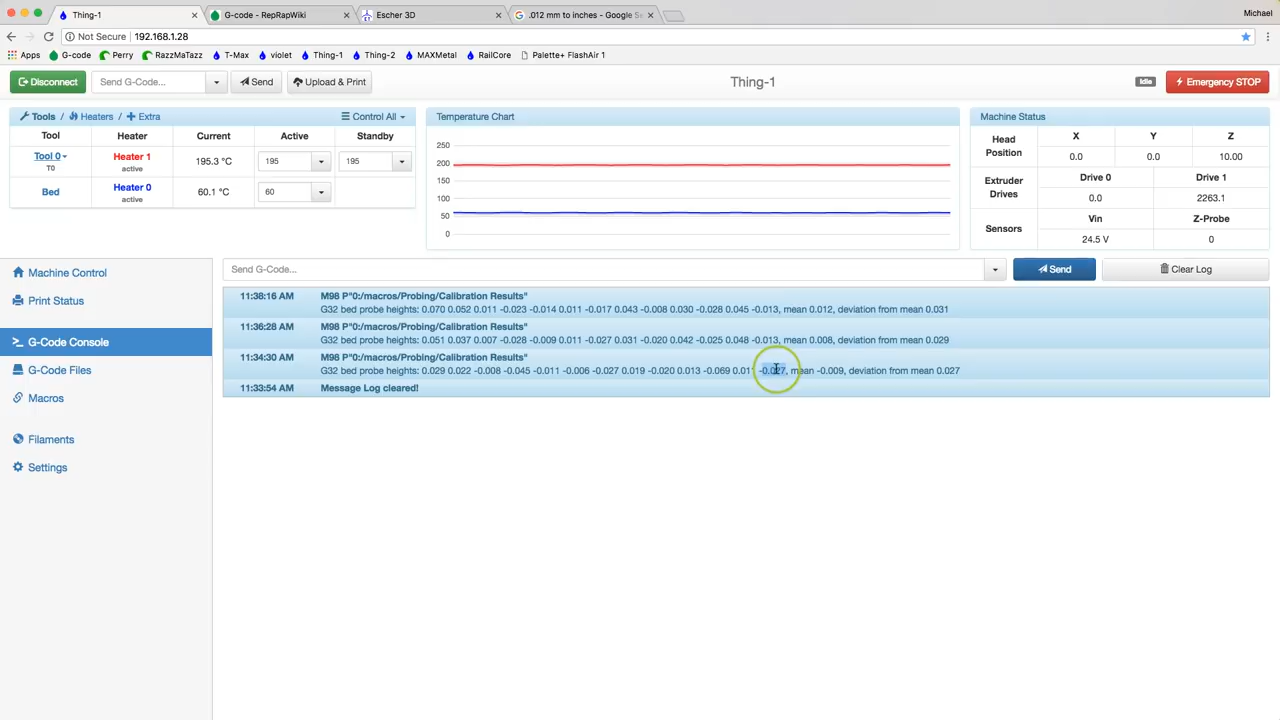 Thing-1
G-code - RepRapWiki
Escher 3D
.012 mm to inches - Google Se
Michael
Not Secure
192.168.1.28
Apps
G-code
Perry
RazzMaTazz
T-Max
violet
Thing-1
Thing-2
MAXMetal
RailCore
Palette+ FlashAir 1
Disconnect
Send G-Code...
Send
Upload & Print
Thing-1
Idle
Emergency STOP
Tools / Heaters / Extra
Control All
Tool Heater Current Active Standby
Tool 0 Heater 1 195.3 °C 195 195
T0 active
Bed Heater 0 60.1 °C 60
active
Temperature Chart
250
200
150
100
50
0
Machine Status
Head Position X Y Z
0.0 0.0 10.00
Extruder Drives Drive 0 Drive 1
0.0 2263.1
Sensors Vin Z-Probe
24.5 V 0
Machine Control
Print Status
G-Code Console
G-Code Files
Macros
Filaments
Settings
Send G-Code...
Send
Clear Log
11:38:16 AM M98 P"0:/macros/Probing/Calibration Results"
G32 bed probe heights: 0.070 0.052 0.011 -0.023 -0.014 0.011 -0.017 0.043 -0.008 0.030 -0.028 0.045 -0.013, mean 0.012, deviation from mean 0.031
11:36:28 AM M98 P"0:/macros/Probing/Calibration Results"
G32 bed probe heights: 0.051 0.037 0.007 -0.028 -0.009 0.011 -0.027 0.031 -0.020 0.042 -0.025 0.048 -0.013, mean 0.008, deviation from mean 0.029
11:34:30 AM M98 P"0:/macros/Probing/Calibration Results"
G32 bed probe heights: 0.029 0.022 -0.008 -0.045 -0.011 -0.006 -0.027 0.019 -0.020 0.013 -0.069 0.011 -0.027, mean -0.009, deviation from mean 0.027
11:33:54 AM Message Log cleared!